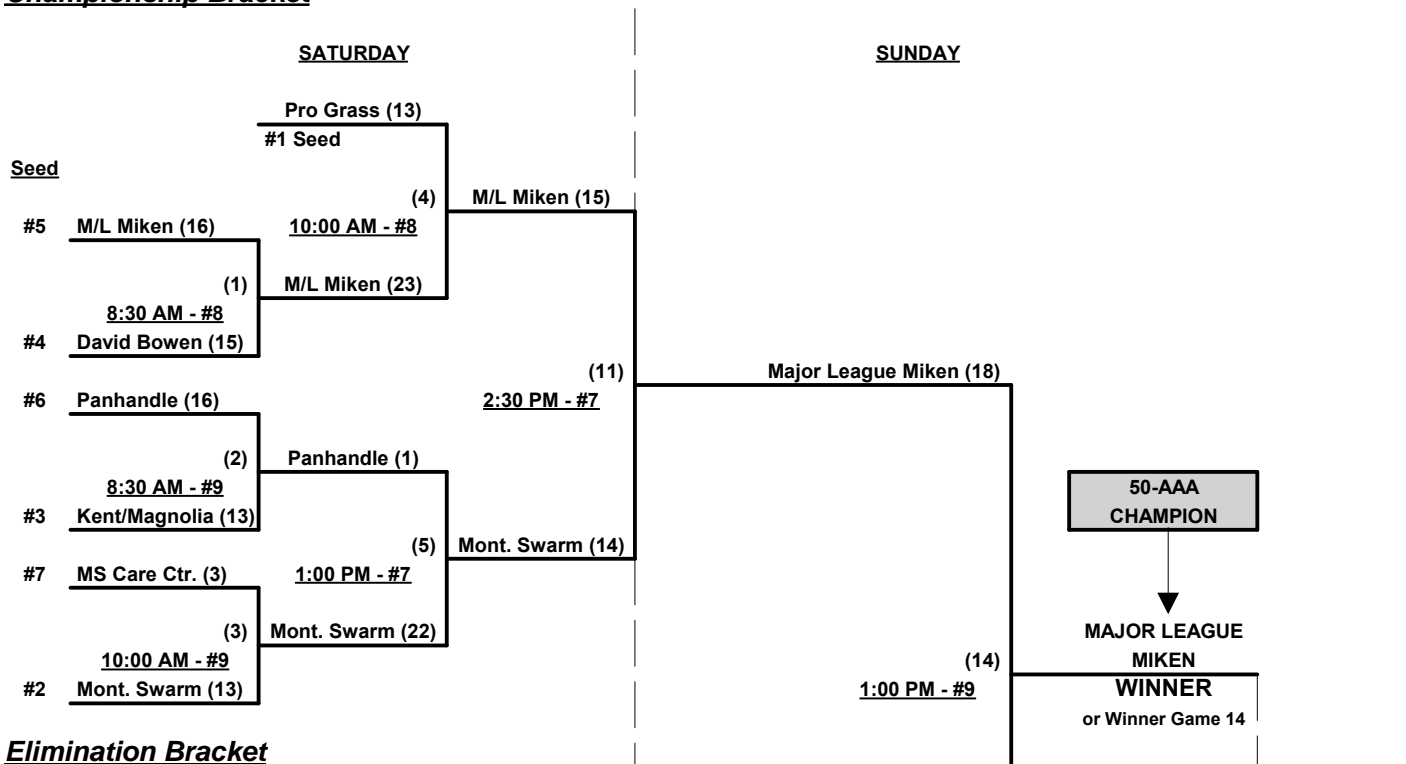 Championship Bracket
SATURDAY
SUNDAY
Pro Grass (13)
#1 Seed
Seed
(4)
M/L Miken (15)
#5
M/L Miken (16)
10:00 AM - #8
(1)
M/L Miken (23)
8:30 AM - #8
#4
David Bowen (15)
(11)
Major League Miken (18)
#6
Panhandle (16)
2:30 PM - #7
(2)
Panhandle (1)
8:30 AM - #9
50-AAA
#3
Kent/Magnolia (13)
CHAMPION
(5)
Mont. Swarm (14)
#7
MS Care Ctr. (3)
1:00 PM - #7
(3)
Mont. Swarm (22)
MAJOR LEAGUE
10:00 AM - #9
(14)
MIKEN
#2
Mont. Swarm (13)
1:00 PM - #9
WINNER
or Winner Game 14
Elimination Bracket